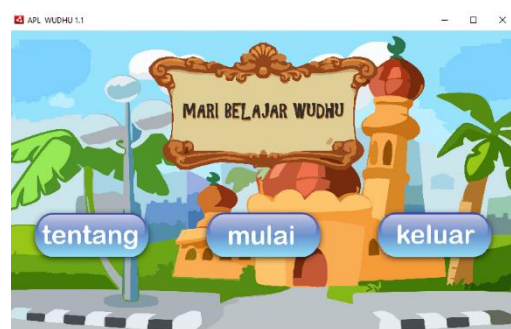 APL WUDHU 1.1
MARI BELAJAR WUDHU
tentang
mulai
keluar